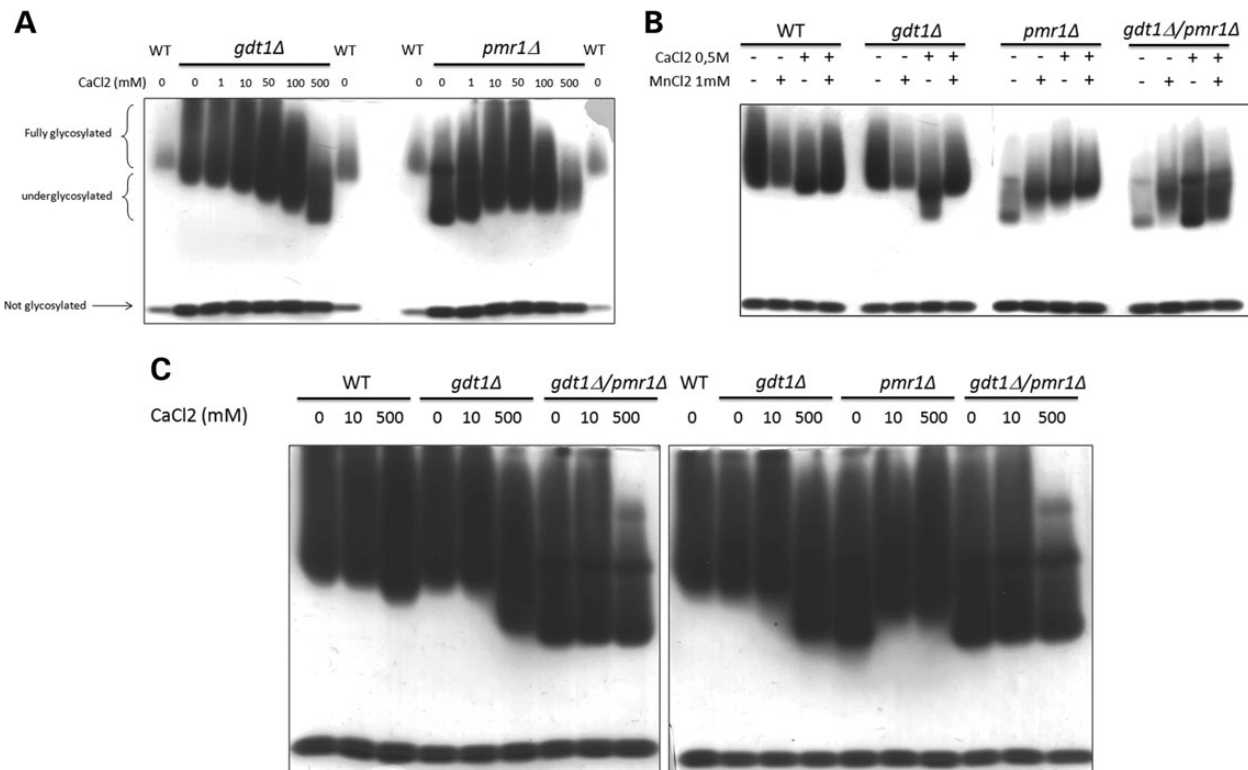 A
WT gdt1Δ WT WT pmr1Δ WT
CaCl2 (mM) 0 0 1 10 50 100 500 0 0 0 1 10 50 100 500 0
Fully glycosylated
underglycosylated
Not glycosylated
B
WT gdt1Δ pmr1Δ gdt1Δ/pmr1Δ
CaCl2 0,5M - - + + - - + + - - + + - - + +
MnCl2 1mM - + - + - + - + - + - + - + - +
C
WT gdt1Δ gdt1Δ/pmr1Δ WT gdt1Δ pmr1Δ gdt1Δ/pmr1Δ
CaCl2 (mM) 0 10 500 0 10 500 0 10 500 0 0 10 500 0 10 500 0 10 500